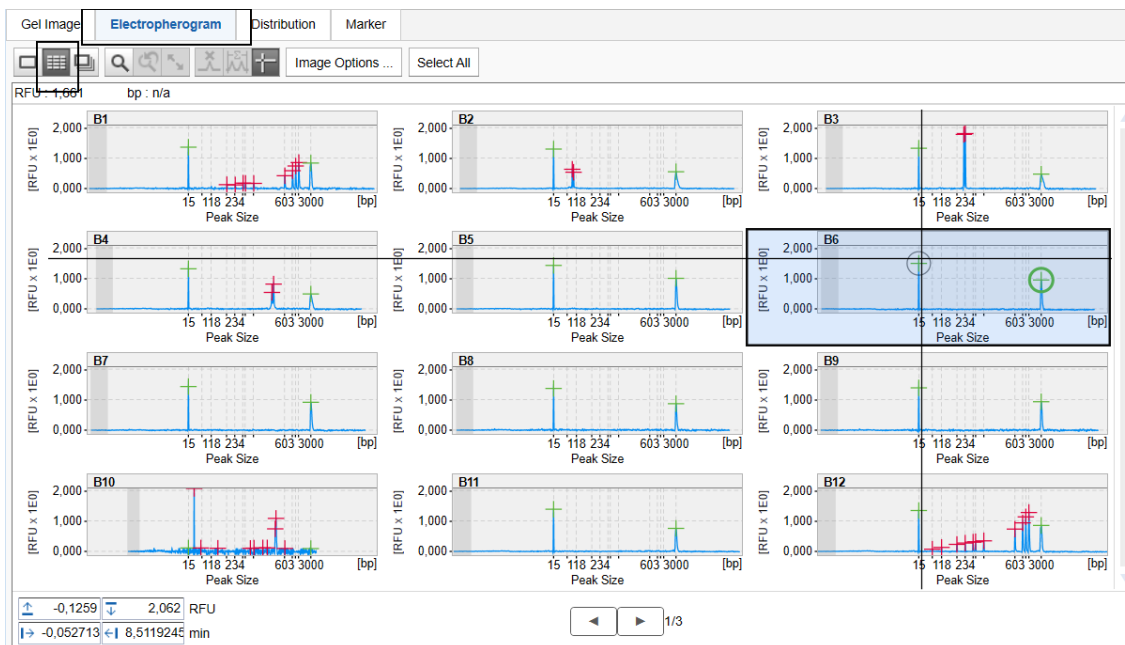 Gel Image Electropherogram Distribution Marker
Image Options ... Select All
RFU : 1,661 bp : n/a
B1 B2 B3
[RFU x 1E0] 2,000 1,000 0,000 [RFU x 1E0] 2,000 1,000 0,000 [RFU x 1E0] 2,000 1,000 0,000
15 118 234 603 3000 [bp] 15 118 234 603 3000 [bp] 15 118 234 603 3000 [bp]
Peak Size Peak Size Peak Size
B4 B5 B6
[RFU x 1E0] 2,000 1,000 0,000 [RFU x 1E0] 2,000 1,000 0,000 [RFU x 1E0] 2,000 1,000 0,000
15 118 234 603 3000 [bp] 15 118 234 603 3000 [bp] 15 118 234 603 3000 [bp]
Peak Size Peak Size Peak Size
B7 B8 B9
[RFU x 1E0] 2,000 1,000 0,000 [RFU x 1E0] 2,000 1,000 0,000 [RFU x 1E0] 2,000 1,000 0,000
15 118 234 603 3000 [bp] 15 118 234 603 3000 [bp] 15 118 234 603 3000 [bp]
Peak Size Peak Size Peak Size
B10 B11 B12
[RFU x 1E0] 2,000 1,000 0,000 [RFU x 1E0] 2,000 1,000 0,000 [RFU x 1E0] 2,000 1,000 0,000
15 118 234 603 3000 [bp] 15 118 234 603 3000 [bp] 15 118 234 603 3000 [bp]
Peak Size Peak Size Peak Size
-0,1259 2,062 RFU
-0,052713 8,5119245 min
1/3